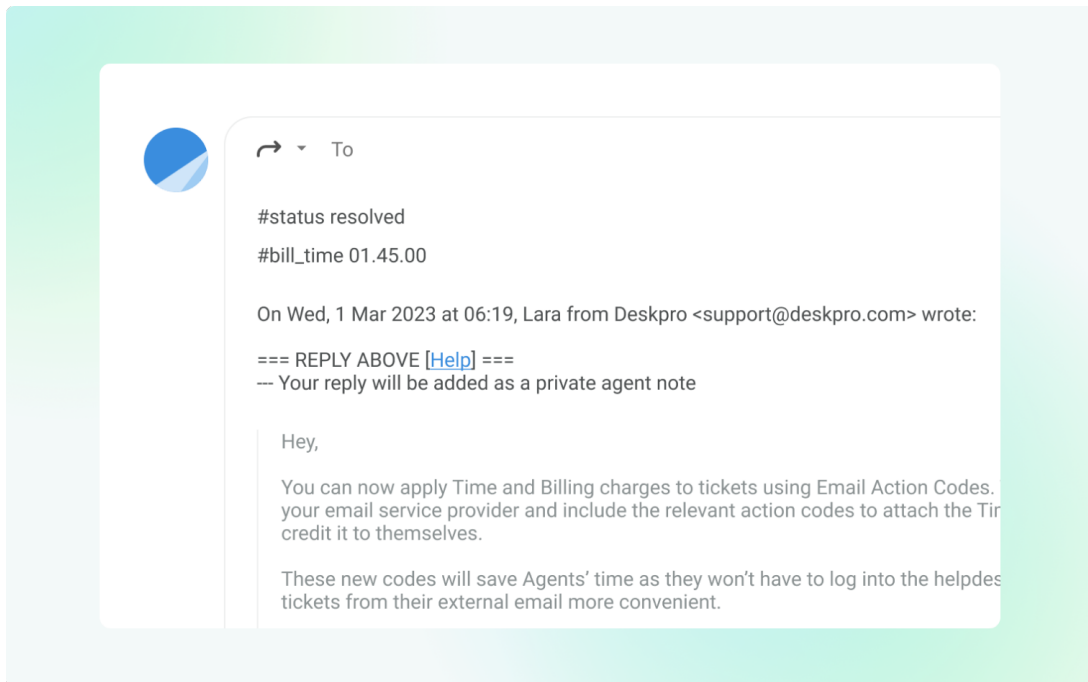 To
#status resolved
#bill_time 01.45.00
On Wed, 1 Mar 2023 at 06:19, Lara from Deskpro <support@deskpro.com> wrote:
=== REPLY ABOVE [Help] ===
--- Your reply will be added as a private agent note
Hey,
You can now apply Time and Billing charges to tickets using Email Action Codes.
your email service provider and include the relevant action codes to attach the
credit it to themselves.
These new codes will save Agents’ time as they won’t have to log into the
tickets from their external email more convenient.